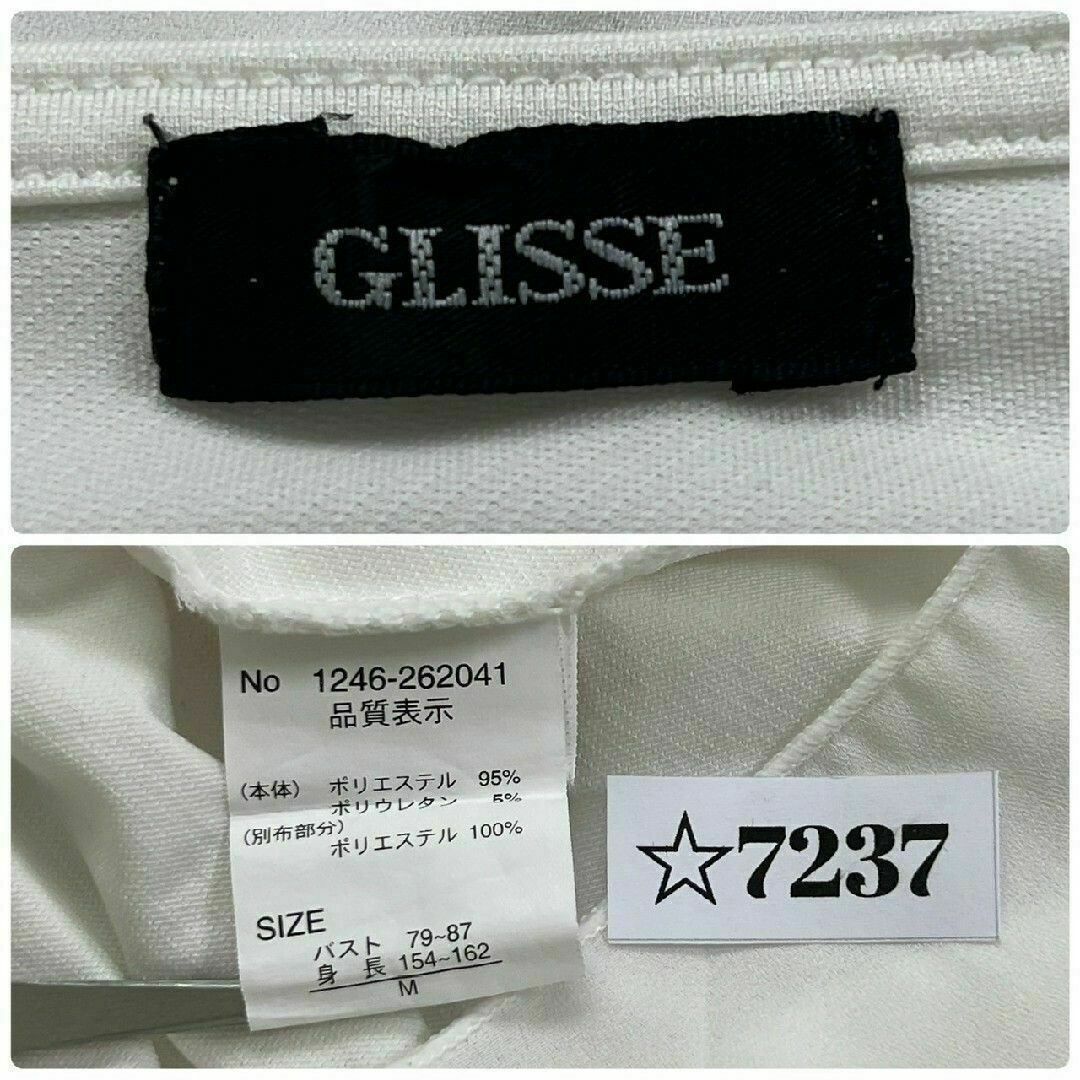 GLISSE
No 1246-262041
品質表示
(本体) ポリエステル 95%
ポリウレタン 5%
(別布部分)
ポリエステル 100%
SIZE
バスト 79~87
身長 154~162
M
☆7237